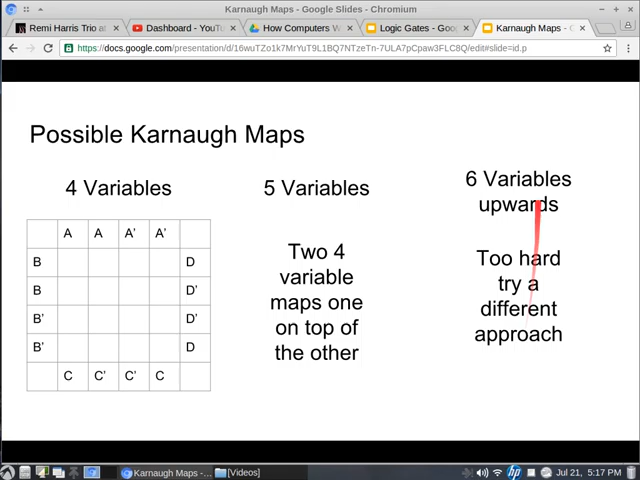 Karnaugh Maps - Google Slides - Chromium
Remi Harris Trio at
Dashboard - YouTu
How Computers W
Logic Gates - Goo
Karnaugh Maps - G
https://docs.google.com/presentation/d/16wuTZo1k7MrYuT9L1BQ7NTzeTn-7ULA7pCpaw3FLC8Q/edit#slide=id.p
Possible Karnaugh Maps
4 Variables
A A A' A'
B D
B D'
B' D'
B' D
C C' C' C
5 Variables
Two 4
variable
maps one
on top of
the other
6 Variables
upwards
Too hard
try a
different
approach
Karnaugh Maps -...
[Videos]
hp
Jul 21, 5:17 PM